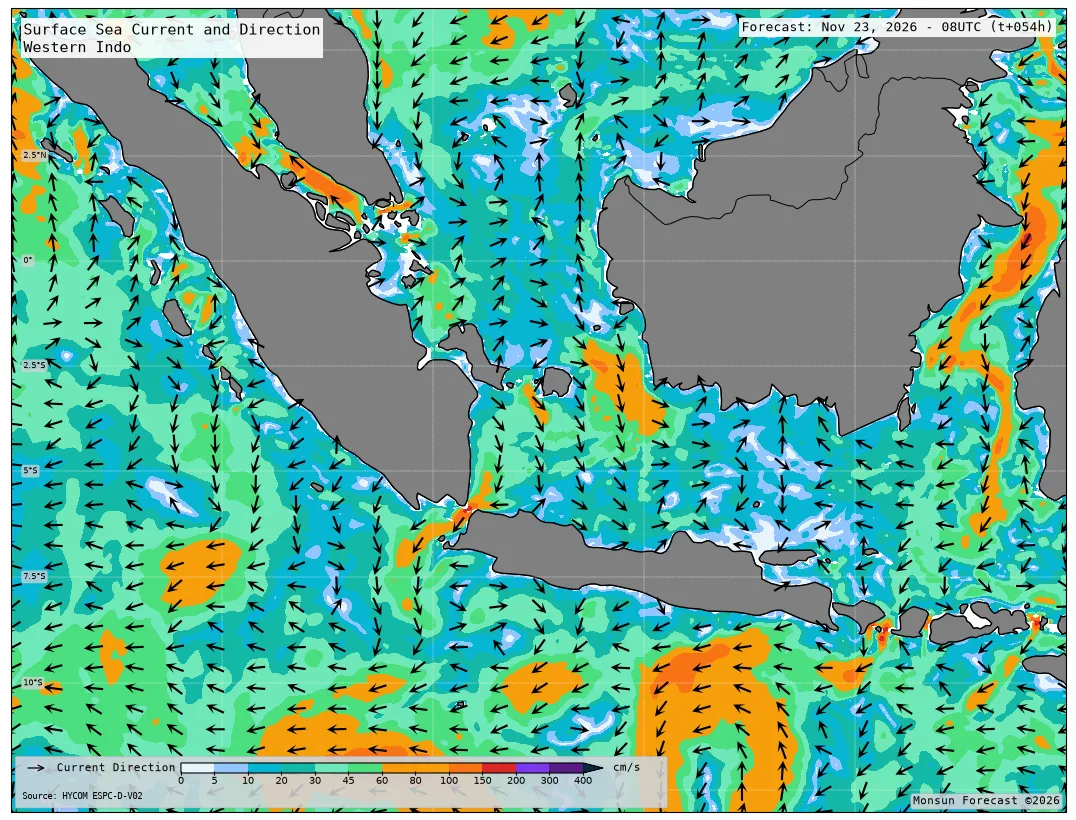 Surface Sea Current and Direction
Western Indo
Forecast: Nov 23, 2026 - 08UTC (t+054h)
2.5°N
0°
2.5°S
5°S
7.5°S
10°S
Current Direction
0 5 10 20 30 45 60 80 100 150 200 300 400
cm/s
Source: HYCOM ESPC-D-V02
Monsun Forecast ©2026